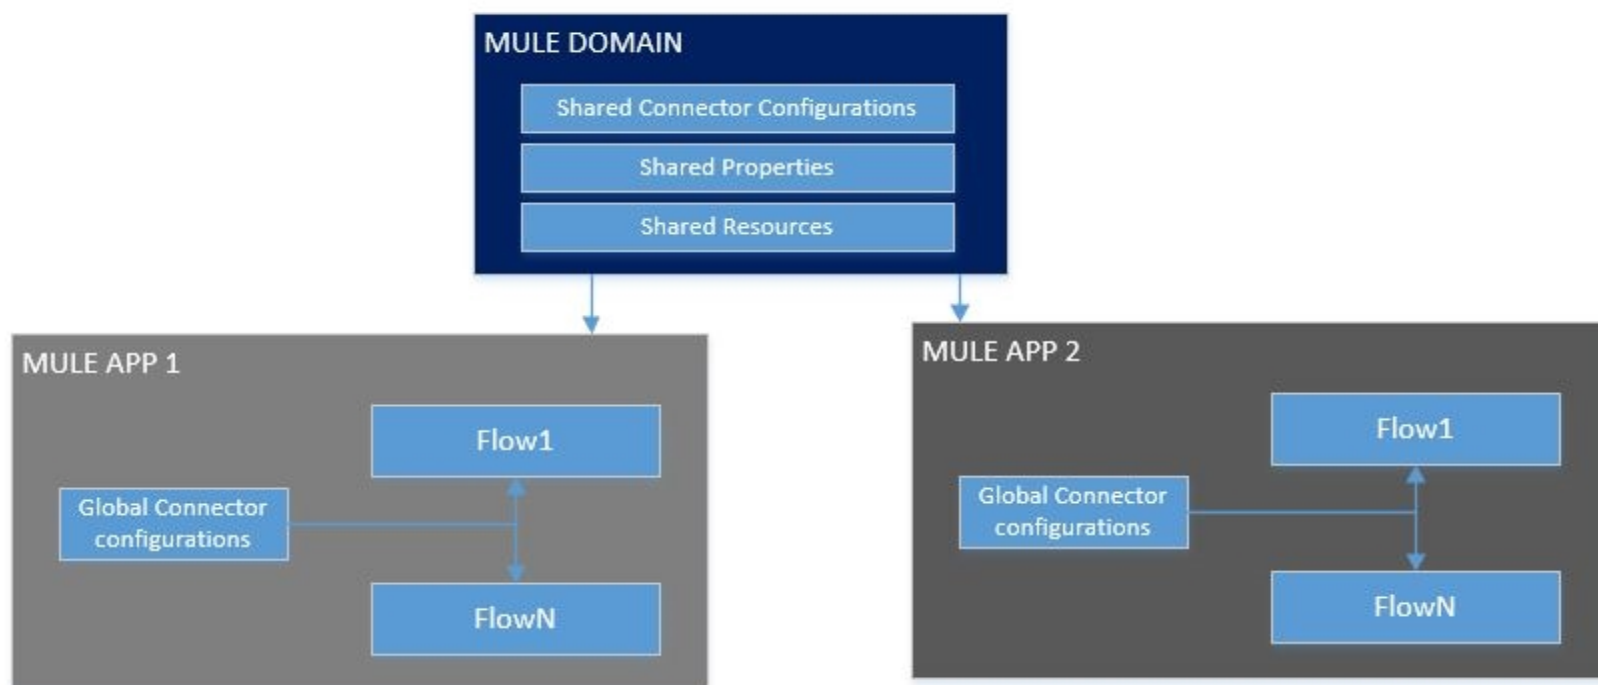 MULE DOMAIN
Shared Connector Configurations
Shared Properties
Shared Resources
MULE APP 1
Flow1
Global Connector
configurations
FlowN
MULE APP 2
Flow1
Global Connector
configurations
FlowN